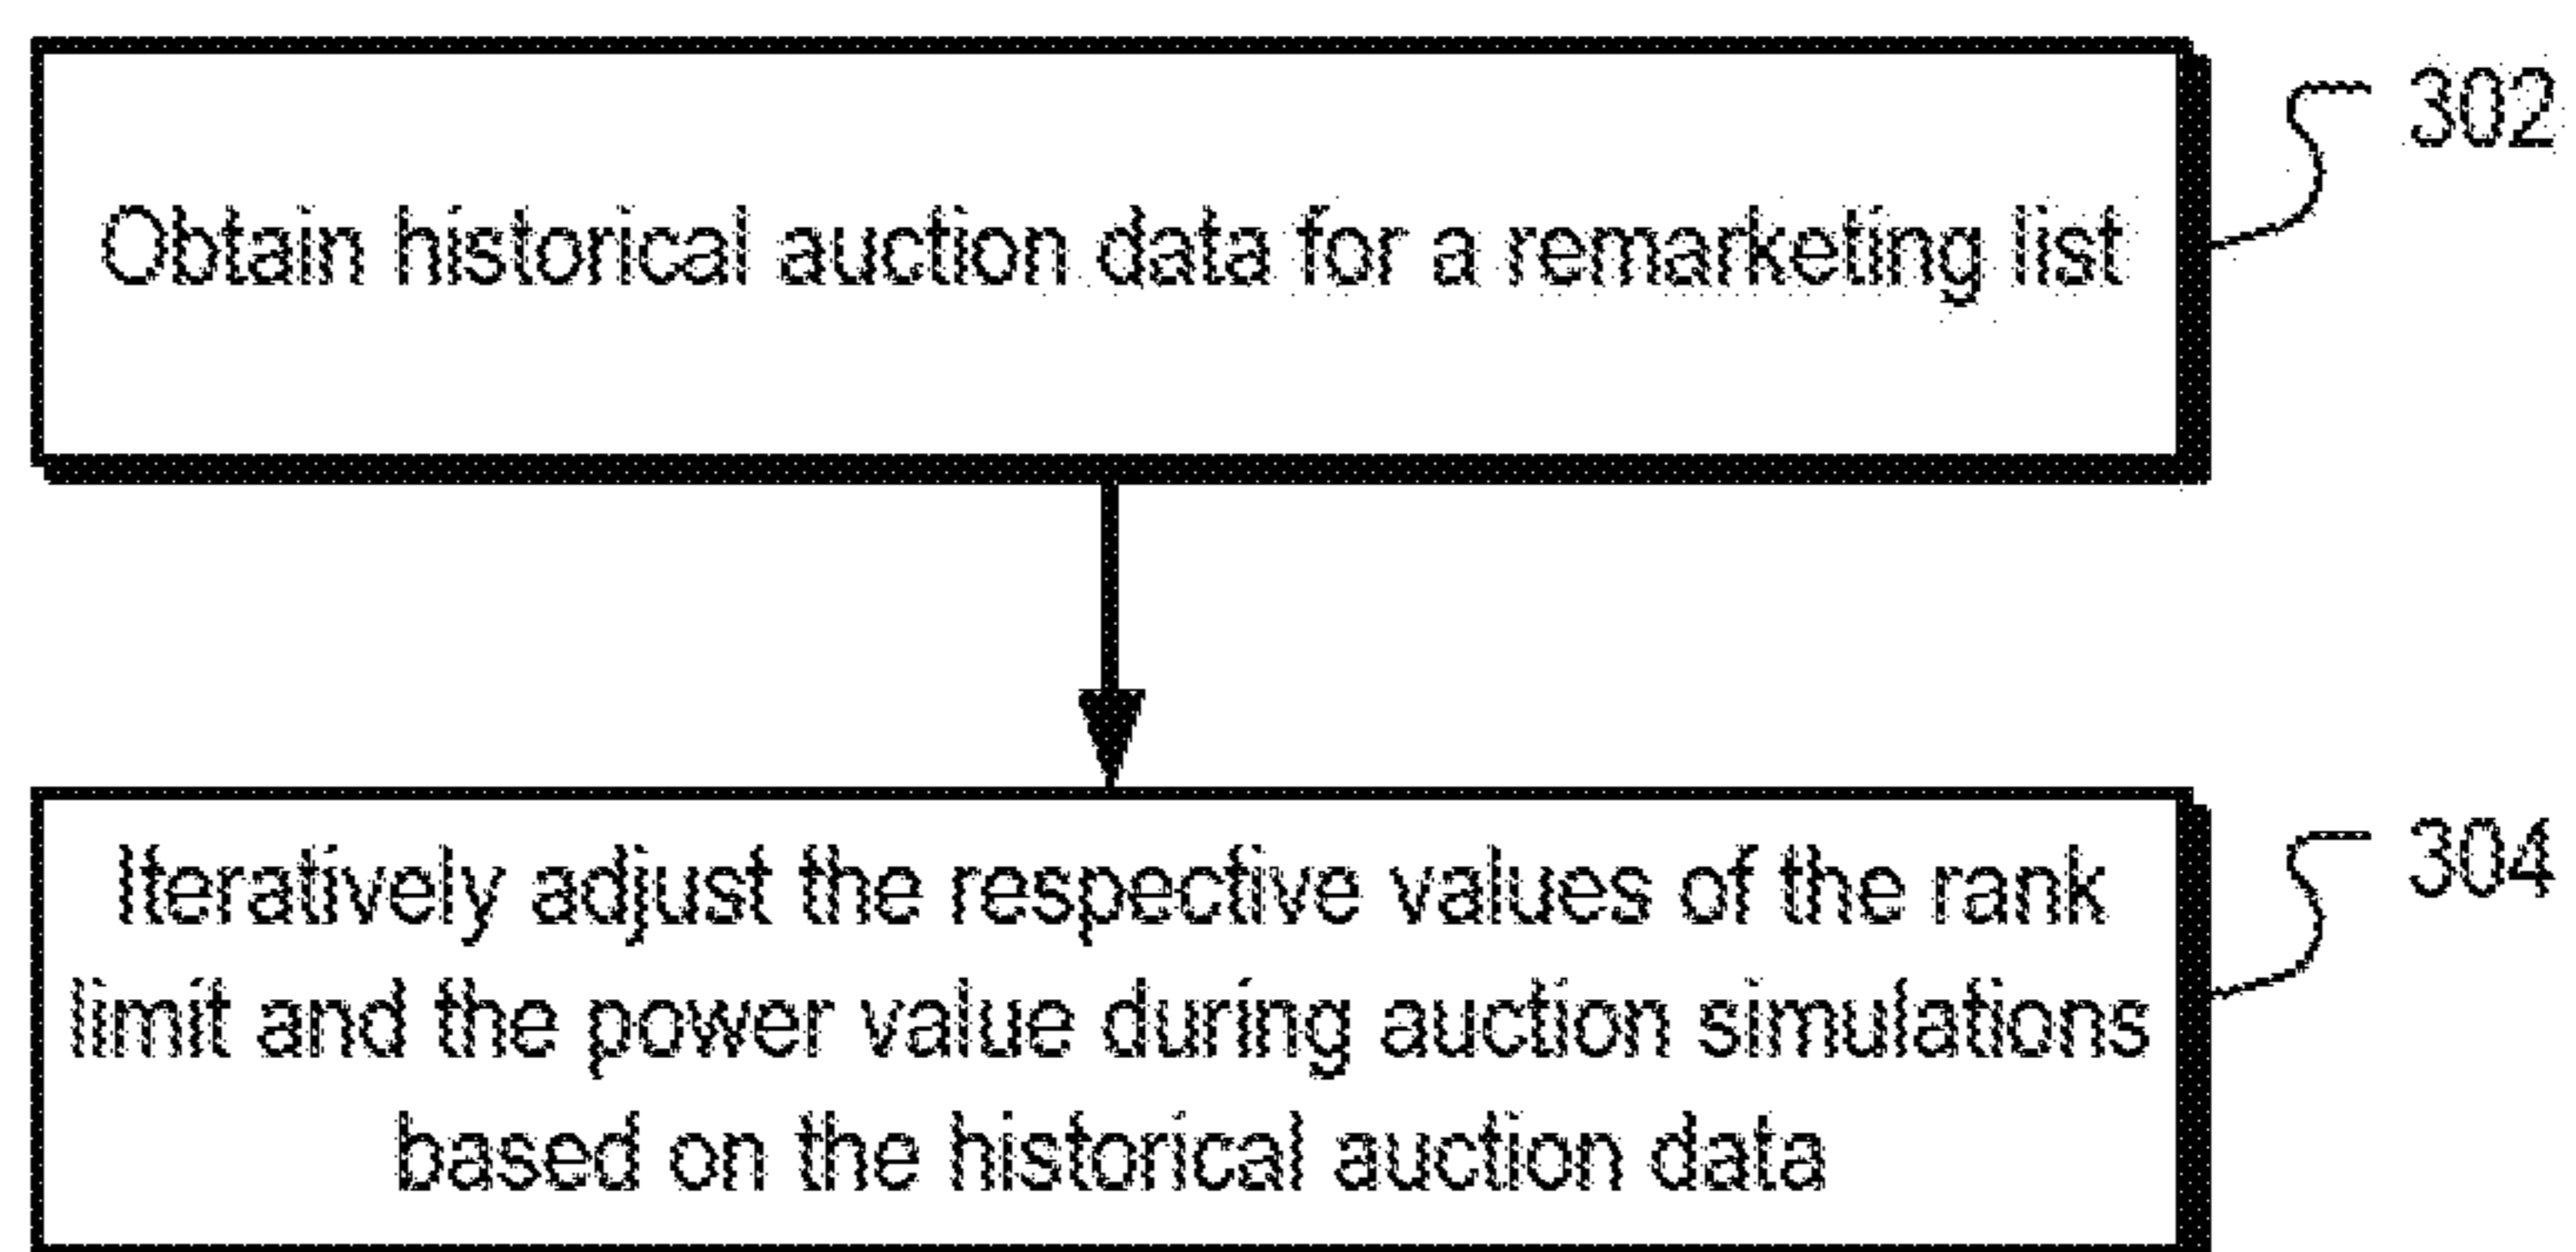 Obtain historical auction data for a remarketing list
302
Iteratively adjust the respective values of the rank
limit and the power value during auction simulations
based on the historical auction data
304